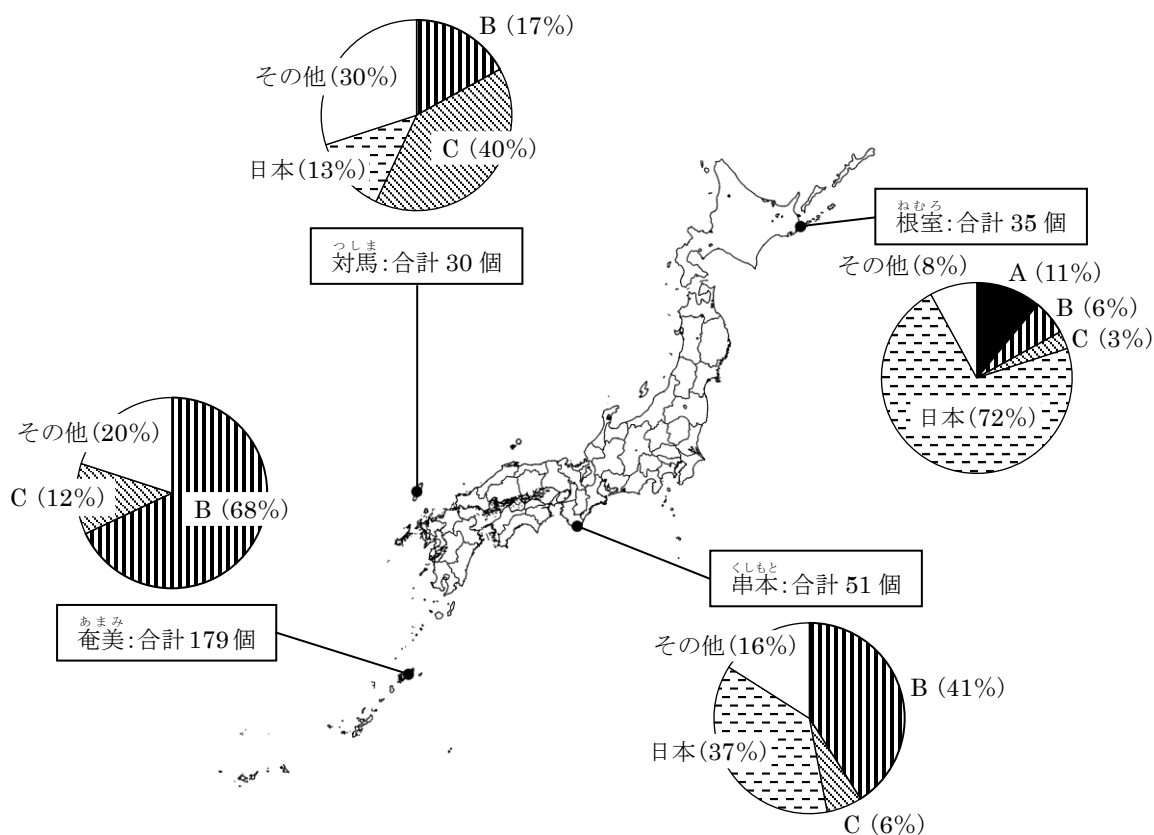 B (17%)
その他(30%)
C (40%)
日本(13%)
つしま
対馬:合計 30 個
ねむろ
根室:合計 35 個
その他(8%)
A (11%)
B (6%)
C (3%)
日本(72%)
その他(20%)
C (12%)
B (68%)
あまみ
奄美:合計 179 個
くしもと
串本:合計 51 個
その他(16%)
B (41%)
日本(37%)
C (6%)